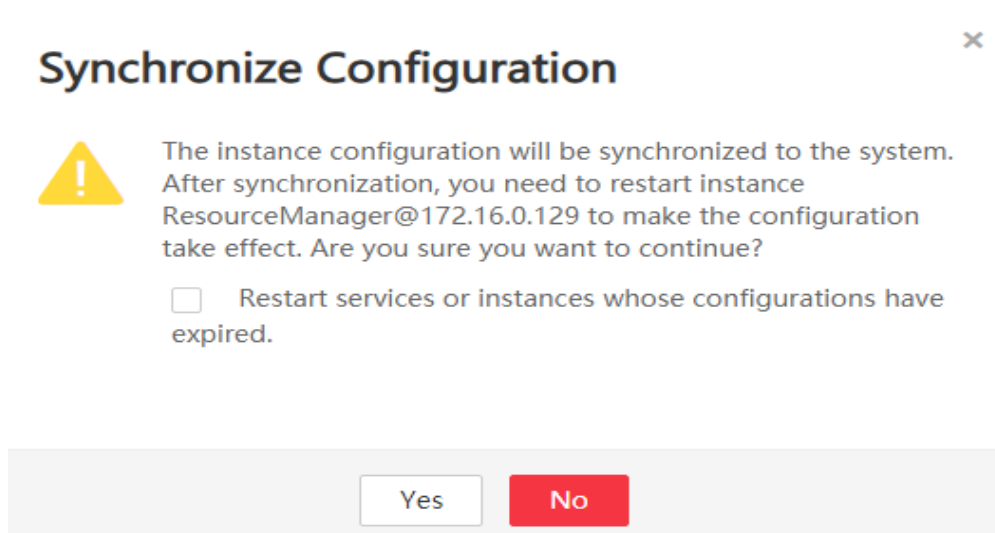 ×
Synchronize Configuration
!
The instance configuration will be synchronized to the system.
After synchronization, you need to restart instance
ResourceManager@172.16.0.129 to make the configuration
take effect. Are you sure you want to continue?
Restart services or instances whose configurations have
expired.
Yes
No